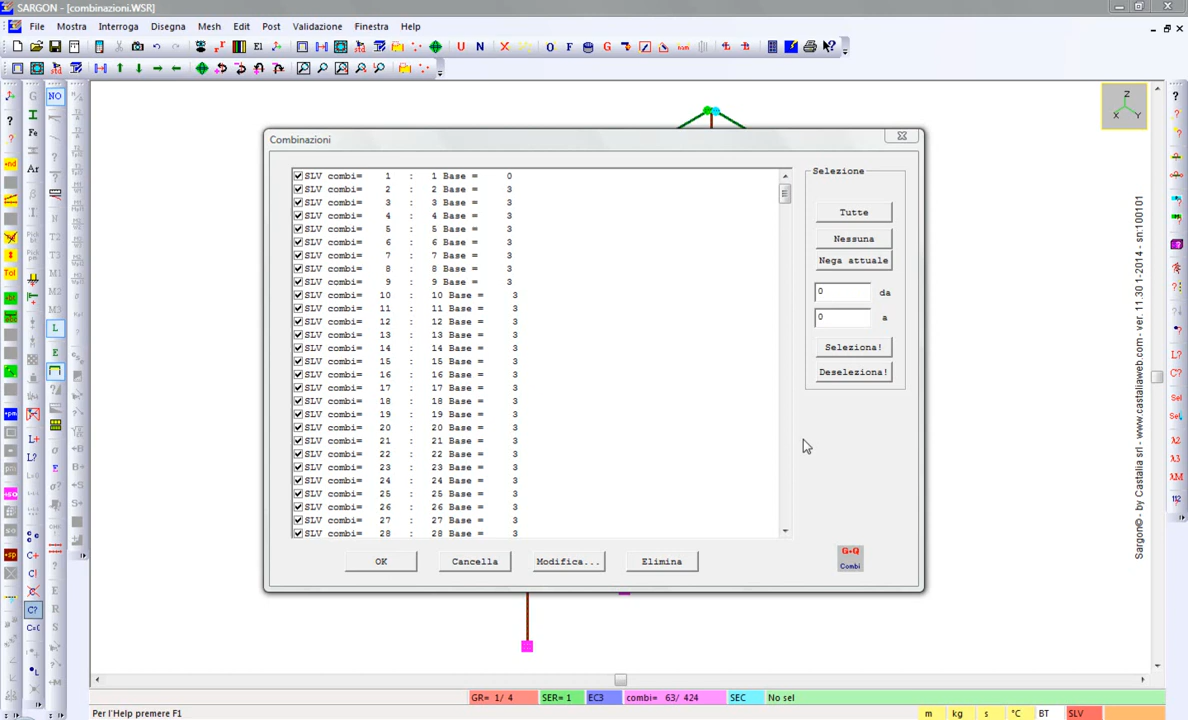 SARGON - [combinazioni.WSR]
File Mostra Interroga Disegna Mesh Edit Post Validazione Finestra Help
Combinazioni
SLV combi= 1 : 1 Base = 0
SLV combi= 2 : 2 Base = 3
SLV combi= 3 : 3 Base = 3
SLV combi= 4 : 4 Base = 3
SLV combi= 5 : 5 Base = 3
SLV combi= 6 : 6 Base = 3
SLV combi= 7 : 7 Base = 3
SLV combi= 8 : 8 Base = 3
SLV combi= 9 : 9 Base = 3
SLV combi= 10 : 10 Base = 3
SLV combi= 11 : 11 Base = 3
SLV combi= 12 : 12 Base = 3
SLV combi= 13 : 13 Base = 3
SLV combi= 14 : 14 Base = 3
SLV combi= 15 : 15 Base = 3
SLV combi= 16 : 16 Base = 3
SLV combi= 17 : 17 Base = 3
SLV combi= 18 : 18 Base = 3
SLV combi= 19 : 19 Base = 3
SLV combi= 20 : 20 Base = 3
SLV combi= 21 : 21 Base = 3
SLV combi= 22 : 22 Base = 3
SLV combi= 23 : 23 Base = 3
SLV combi= 24 : 24 Base = 3
SLV combi= 25 : 25 Base = 3
SLV combi= 26 : 26 Base = 3
SLV combi= 27 : 27 Base = 3
SLV combi= 28 : 28 Base = 3
Selezione
Tutte
Nessuna
Nega attuale
0 da
0 a
Seleziona!
Deseleziona!
OK Cancella Modifica... Elimina
G+Q
Combi
Z
X Y
Sargon© - by Castalia srl - www.castaliaweb.com - ver. 11.30 1-2014 - sn:100101
GR= 1/ 4 SER= 1 EC3 combi= 63/ 424 SEC No sel
Per l'Help premere F1
m kg s °C BT SLV